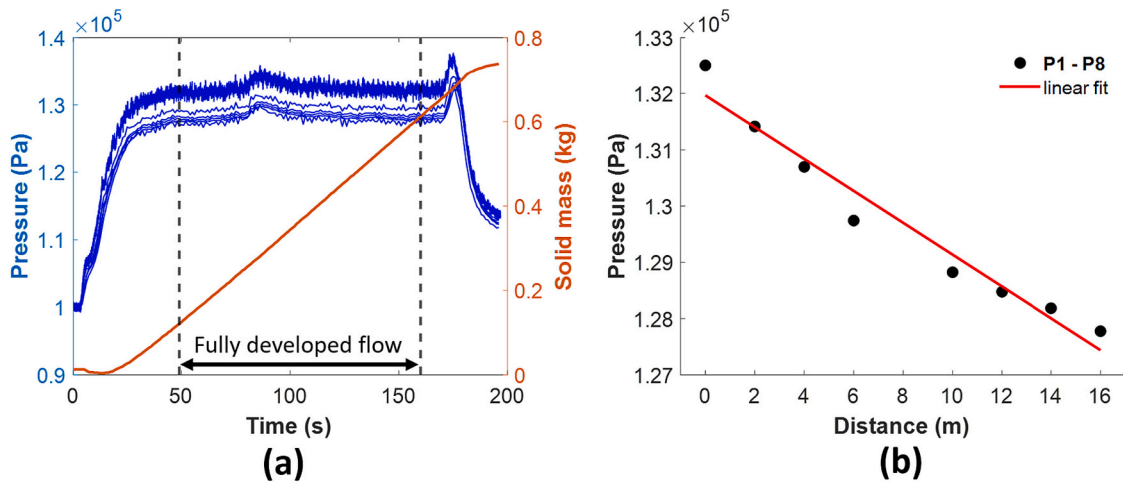 ×10⁵
1.4
1.3
1.2
1.1
1
0.9
Pressure (Pa)
0.8
0.6
0.4
0.2
0
Solid mass (kg)
Fully developed flow
0 50 100 150 200
Time (s)
(a)
×10⁵
1.33
1.32
1.31
1.3
1.29
1.28
1.27
Pressure (Pa)
P1 - P8
linear fit
0 2 4 6 8 10 12 14 16
Distance (m)
(b)